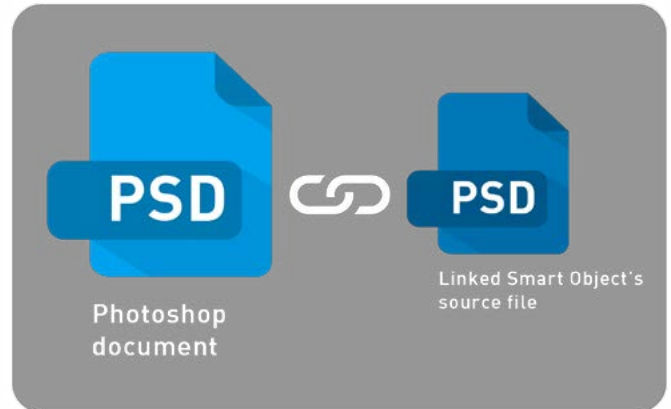 PSD
Photoshop
document
PSD
Linked Smart Object's
source file